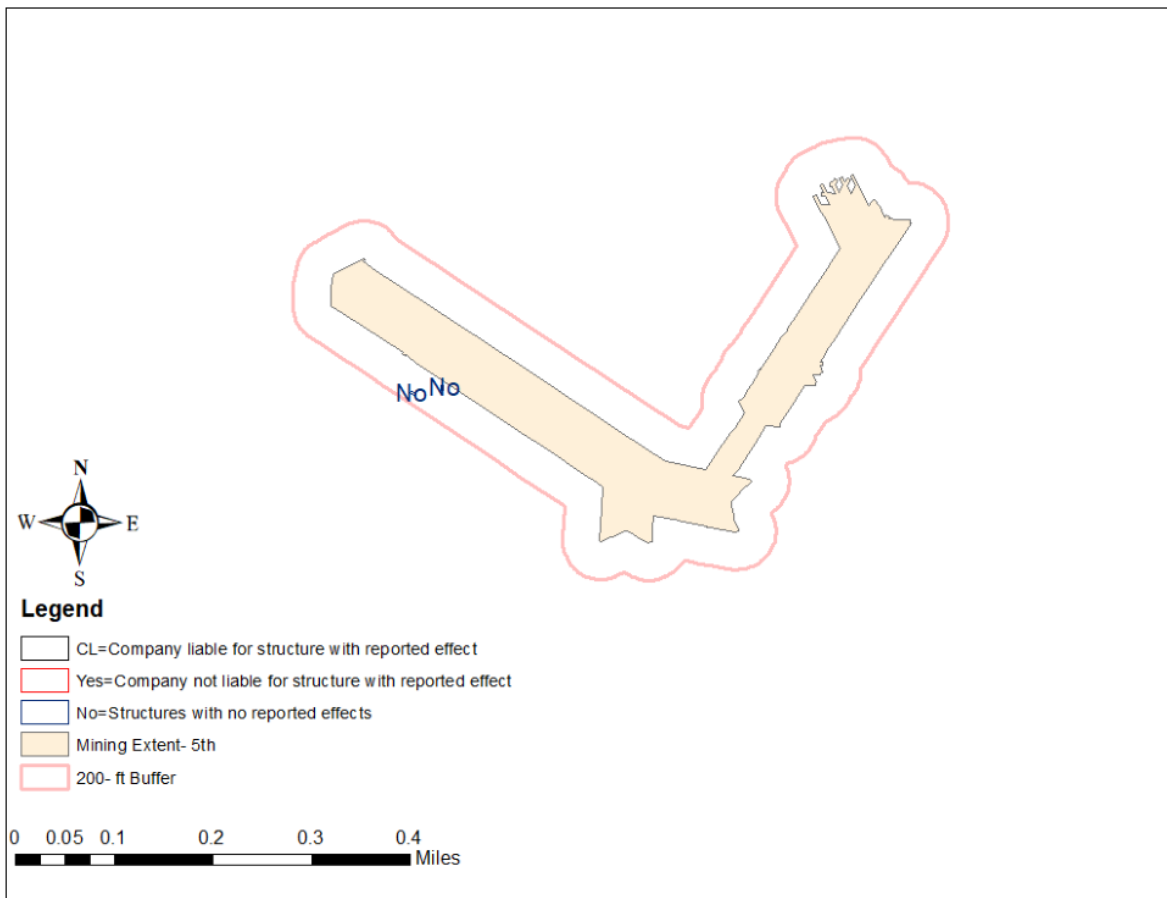 No No
N
W E
S
Legend
CL=Company liable for structure with reported effect
Yes=Company not liable for structure with reported effect
No=Structures with no reported effects
Mining Extent- 5th
200- ft Buffer
0 0.05 0.1 0.2 0.3 0.4
Miles